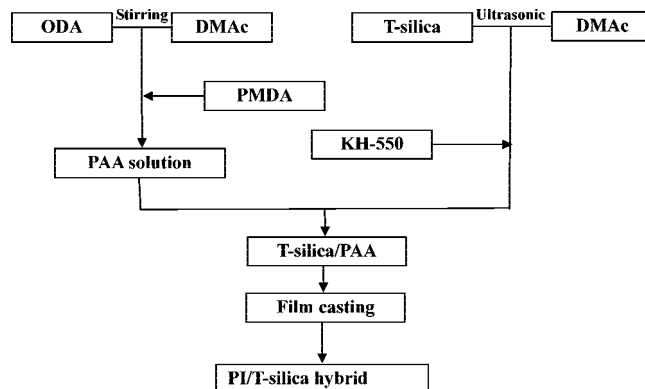 ODA Stirring DMAc
T-silica Ultrasonic DMAc
PMDA
KH-550
PAA solution
T-silica/PAA
Film casting
PI/T-silica hybrid